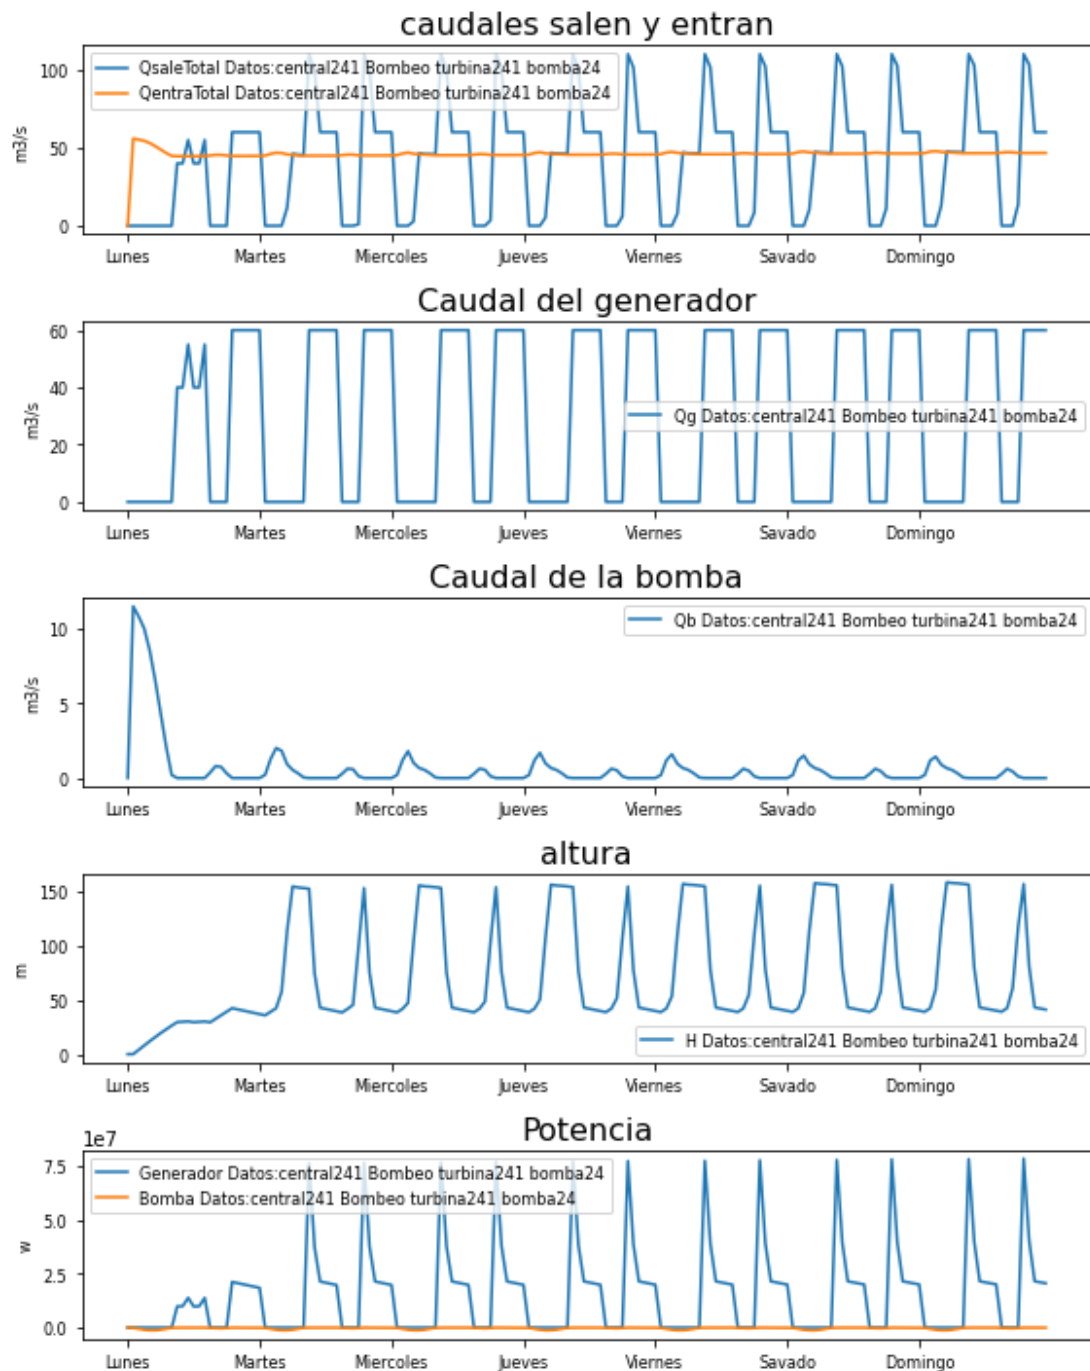 caudales salen y entran
100
50
0
m3/s
QsaleTotal Datos:central241 Bombeo turbina241 bomba24
QentraTotal Datos:central241 Bombeo turbina241 bomba24
Lunes Martes Miercoles Jueves Viernes Savado Domingo
Caudal del generador
60
40
20
0
m3/s
Qg Datos:central241 Bombeo turbina241 bomba24
Lunes Martes Miercoles Jueves Viernes Savado Domingo
Caudal de la bomba
10
5
0
m3/s
Qb Datos:central241 Bombeo turbina241 bomba24
Lunes Martes Miercoles Jueves Viernes Savado Domingo
altura
150
100
50
0
m
H Datos:central241 Bombeo turbina241 bomba24
Lunes Martes Miercoles Jueves Viernes Savado Domingo
Potencia
1e7
7.5
5.0
2.5
0.0
w
Generador Datos:central241 Bombeo turbina241 bomba24
Bomba Datos:central241 Bombeo turbina241 bomba24
Lunes Martes Miercoles Jueves Viernes Savado Domingo